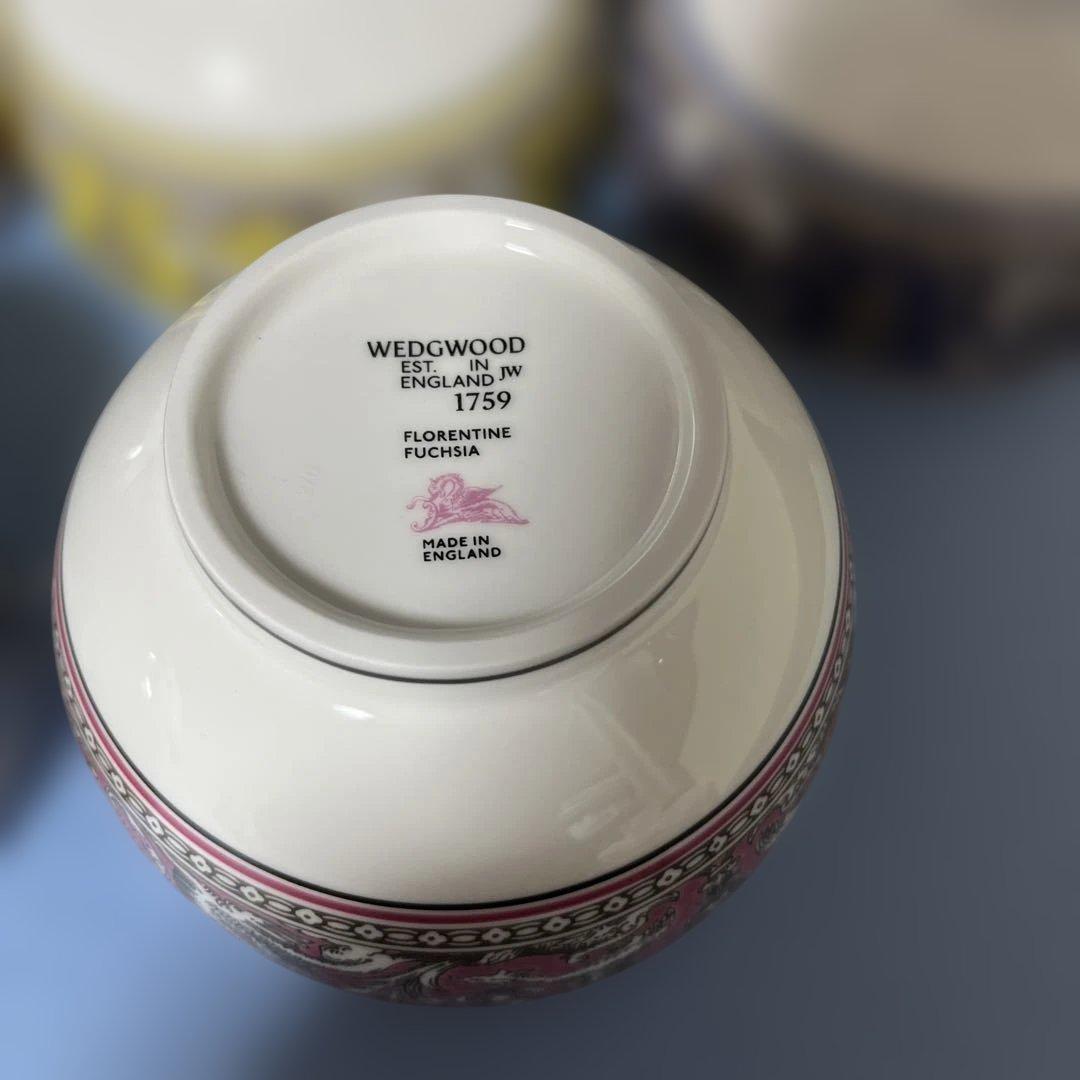 WEDGWOOD
EST. IN
ENGLAND JW
1759
FLORENTINE
FUCHSIA
MADE IN
ENGLAND